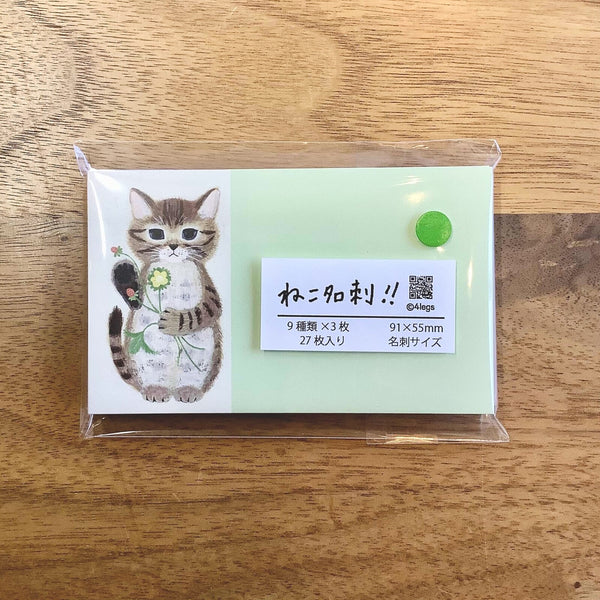 ねこ名刺!!
©4legs
9種類×3枚
27枚入り
91×55mm
名刺サイズ